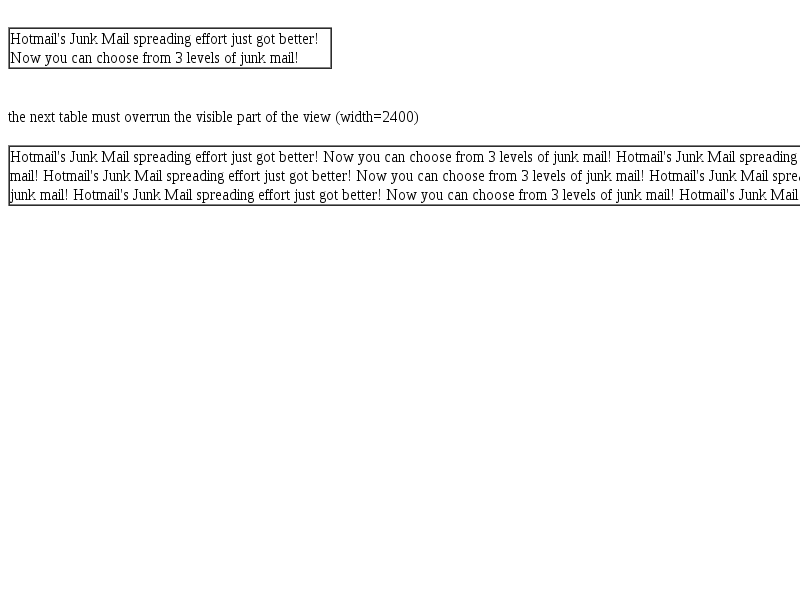 Hotmail's Junk Mail spreading effort just got better!
Now you can choose from 3 levels of junk mail!
the next table must overrun the visible part of the view (width=2400)
Hotmail's Junk Mail spreading effort just got better! Now you can choose from 3 levels of junk mail! Hotmail's Junk Mail spreading
mail! Hotmail's Junk Mail spreading effort just got better! Now you can choose from 3 levels of junk mail! Hotmail's Junk Mail sprea
junk mail! Hotmail's Junk Mail spreading effort just got better! Now you can choose from 3 levels of junk mail! Hotmail's Junk Mail